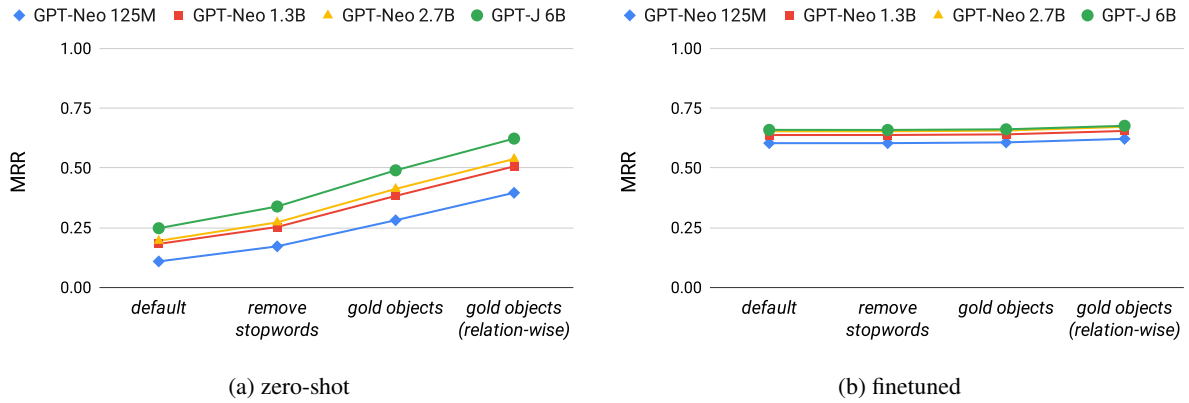 GPT-Neo 125M GPT-Neo 1.3B GPT-Neo 2.7B GPT-J 6B
1.00
0.75
0.50
0.25
0.00
MRR
default
remove
stopwords
gold objects
gold objects
(relation-wise)
(a) zero-shot
GPT-Neo 125M GPT-Neo 1.3B GPT-Neo 2.7B GPT-J 6B
1.00
0.75
0.50
0.25
0.00
MRR
default
remove
stopwords
gold objects
gold objects
(relation-wise)
(b) finetuned